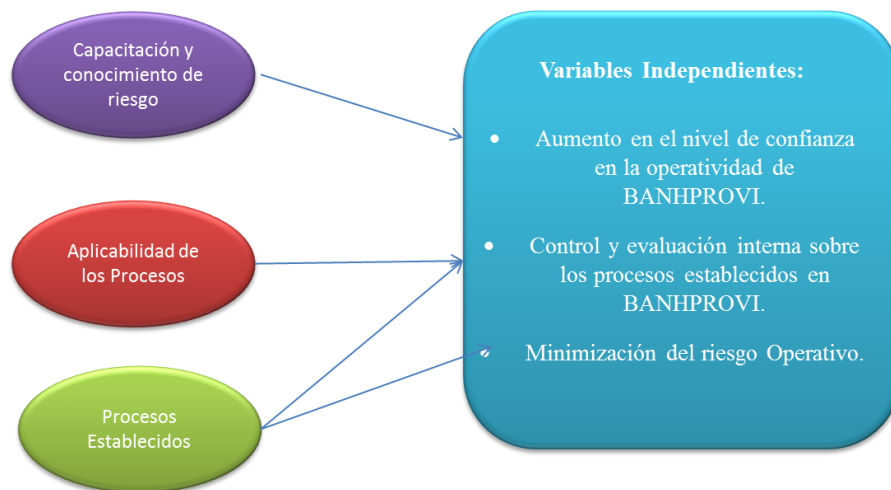 Capacitación y
conocimiento de
riesgo
Aplicabilidad de
los Procesos
Procesos
Establecidos
Variables Independientes:
• Aumento en el nivel de confianza
en la operatividad de
BANHPROVI.
• Control y evaluación interna sobre
los procesos establecidos en
BANHPROVI.
• Minimización del riesgo Operativo.